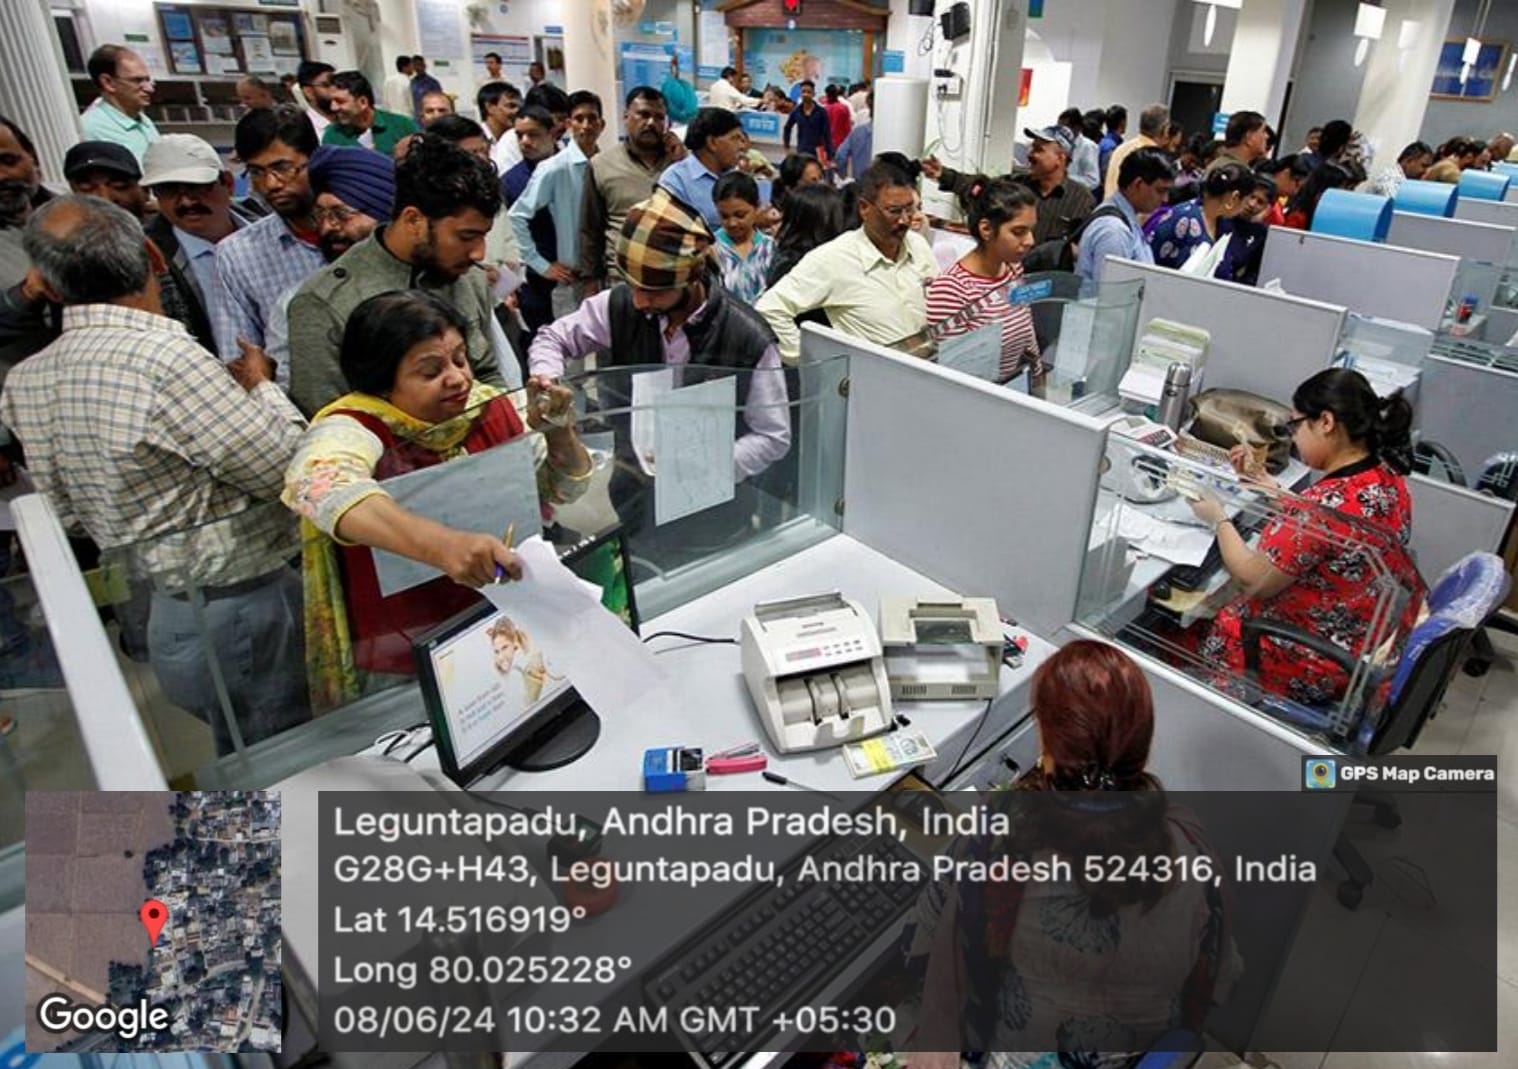 GPS Map Camera
Leguntapadu, Andhra Pradesh, India
G28G+H43, Leguntapadu, Andhra Pradesh 524316, India
Lat 14.516919°
Long 80.025228°
08/06/24 10:32 AM GMT +05:30
Google